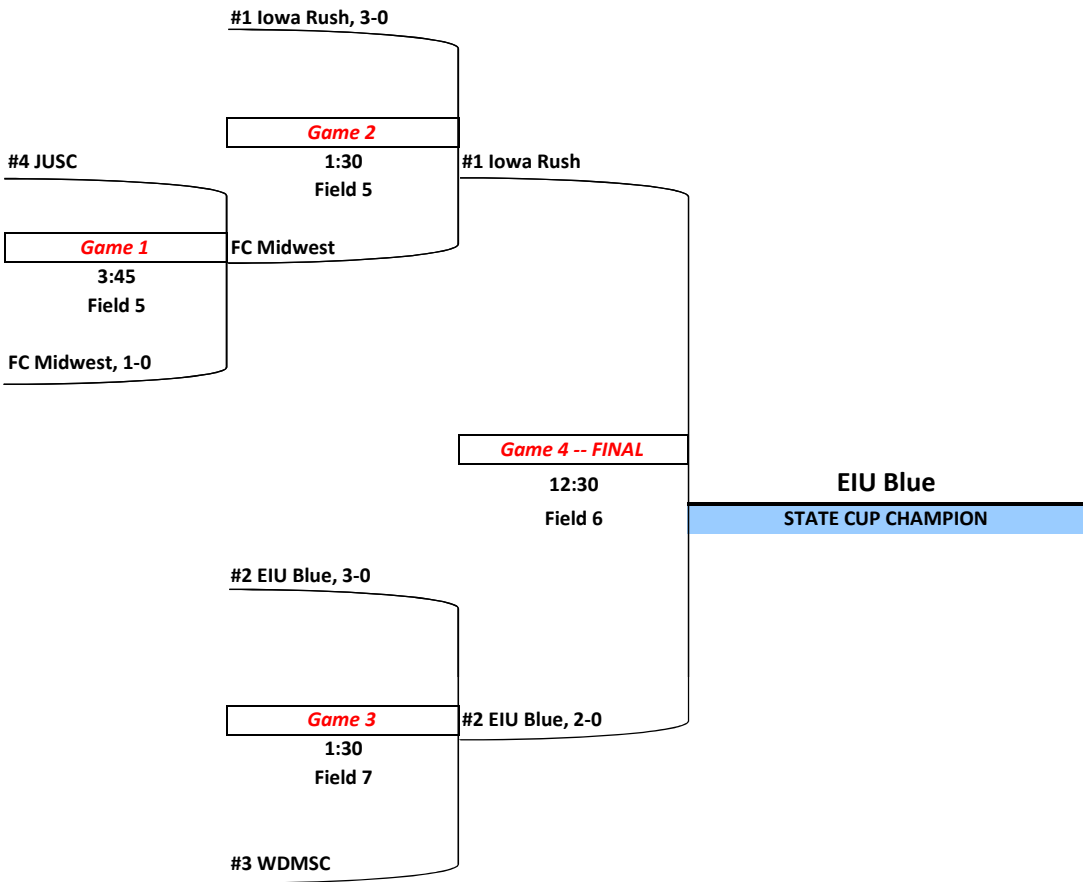 #1 Iowa Rush, 3-0
Game 2
#4 JUSC
1:30
#1 Iowa Rush
Field 5
Game 1
FC Midwest
3:45
Field 5
FC Midwest, 1-0
Game 4 -- FINAL
12:30
EIU Blue
Field 6
STATE CUP CHAMPION
#2 EIU Blue, 3-0
Game 3
#2 EIU Blue, 2-0
1:30
Field 7
#3 WDMSC